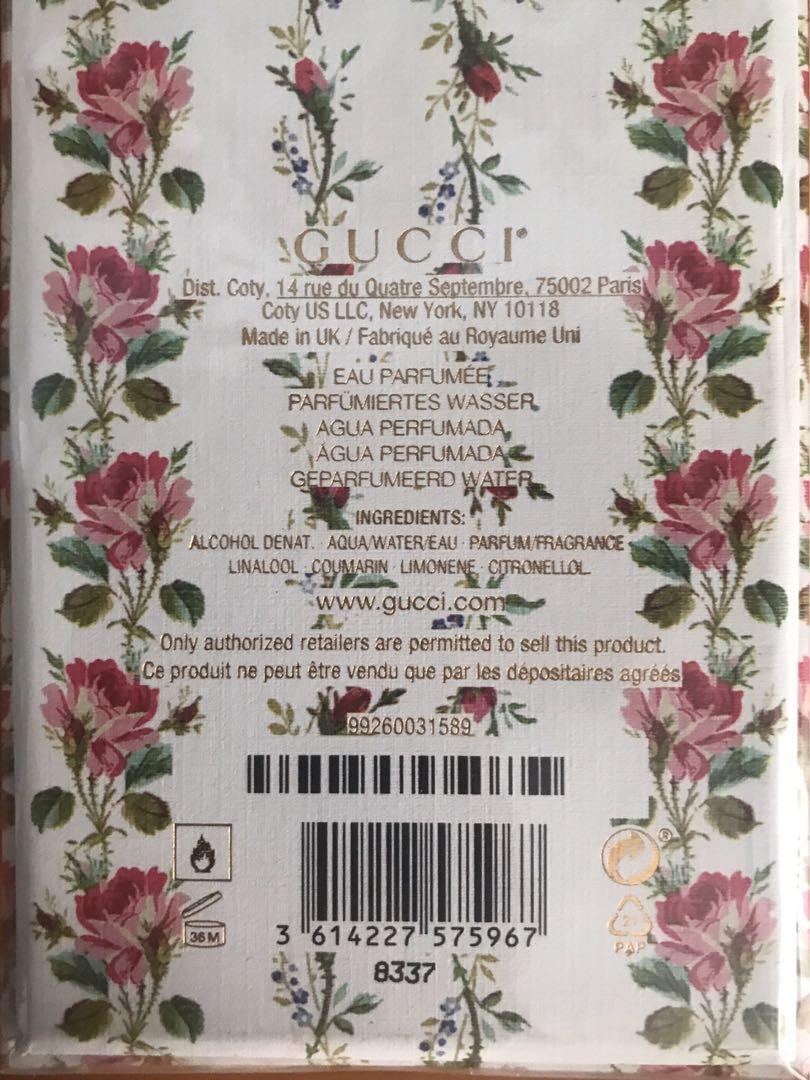 GUCCI®
Dist. Coty, 14 rue du Quatre Septembre, 75002 Paris
Coty US LLC, New York, NY 10118
Made in UK / Fabriqué au Royaume Uni
EAU PARFUMÉE
PARFÜMIERTES WASSER
AGUA PERFUMADA
ÁGUA PERFUMADA
GEPARFUMEERD WATER
INGREDIENTS:
ALCOHOL DENAT. · AQUA/WATER/EAU · PARFUM/FRAGRANCE
LINALOOL · COUMARIN · LIMONENE · CITRONELLOL
www.gucci.com
Only authorized retailers are permitted to sell this product.
Ce produit ne peut être vendu que par les dépositaires agréés
99260031589
®
36M
21
PAP
3 614227 575967
8337